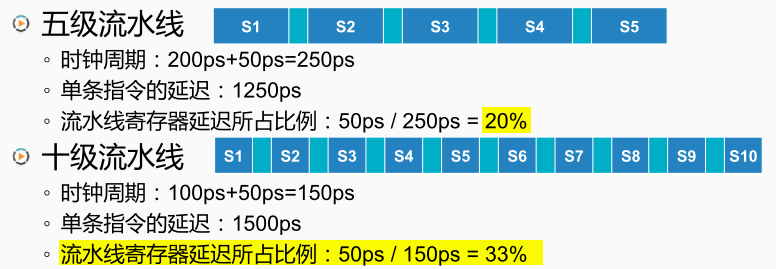 五级流水线 S1 S2 S3 S4 S5
◦ 时钟周期：200ps+50ps=250ps
◦ 单条指令的延迟：1250ps
◦ 流水线寄存器延迟所占比例：50ps / 250ps = 20%
十级流水线 S1 S2 S3 S4 S5 S6 S7 S8 S9 S10
◦ 时钟周期：100ps+50ps=150ps
◦ 单条指令的延迟：1500ps
◦ 流水线寄存器延迟所占比例：50ps / 150ps = 33%